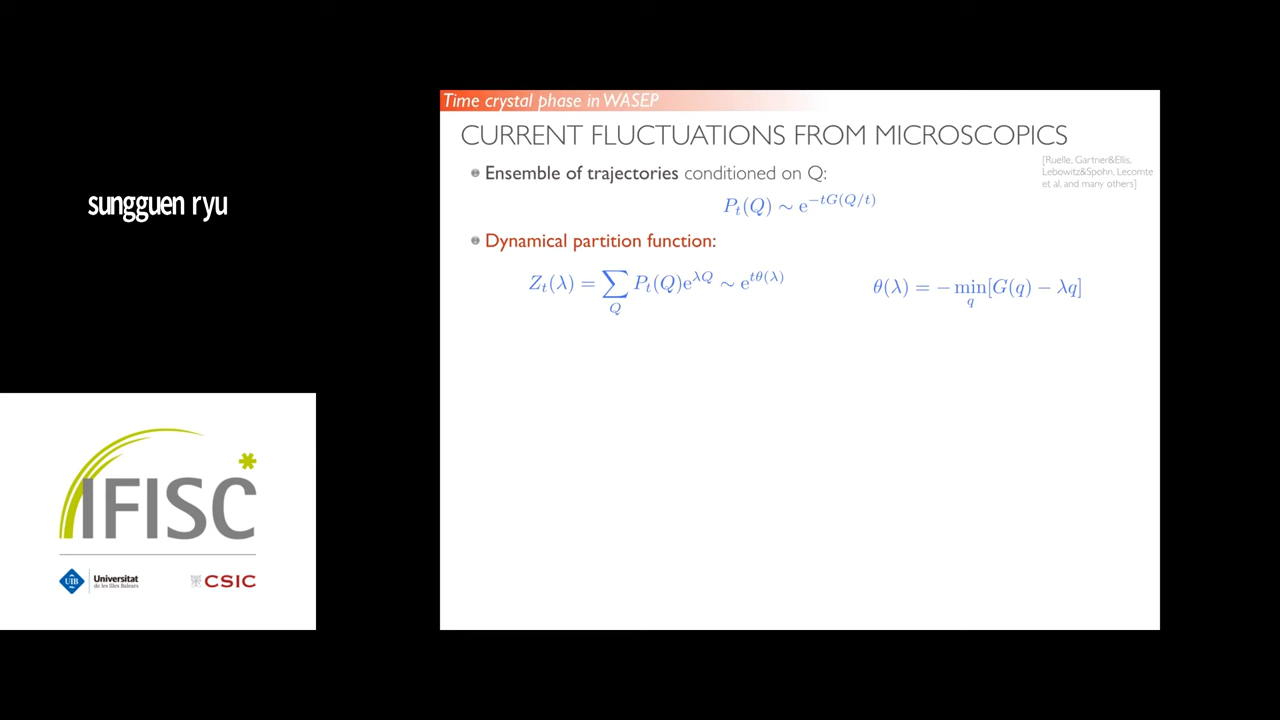 sungguen ryu
IFISC
UIB
Universitat
de les Illes Balears
CSIC
Time crystal phase in WASEP
CURRENT FLUCTUATIONS FROM MICROSCOPICS
[Ruelle, Gartner&Ellis,
Lebowitz&Spohn, Lecomte
et al, and many others]
Ensemble of trajectories conditioned on Q:
P_t(Q) ∼ e^{−tG(Q/t)}
Dynamical partition function:
Z_t(λ) = ∑_Q P_t(Q)e^{λQ} ∼ e^{tθ(λ)}
θ(λ) = − min_q [G(q) − λq]